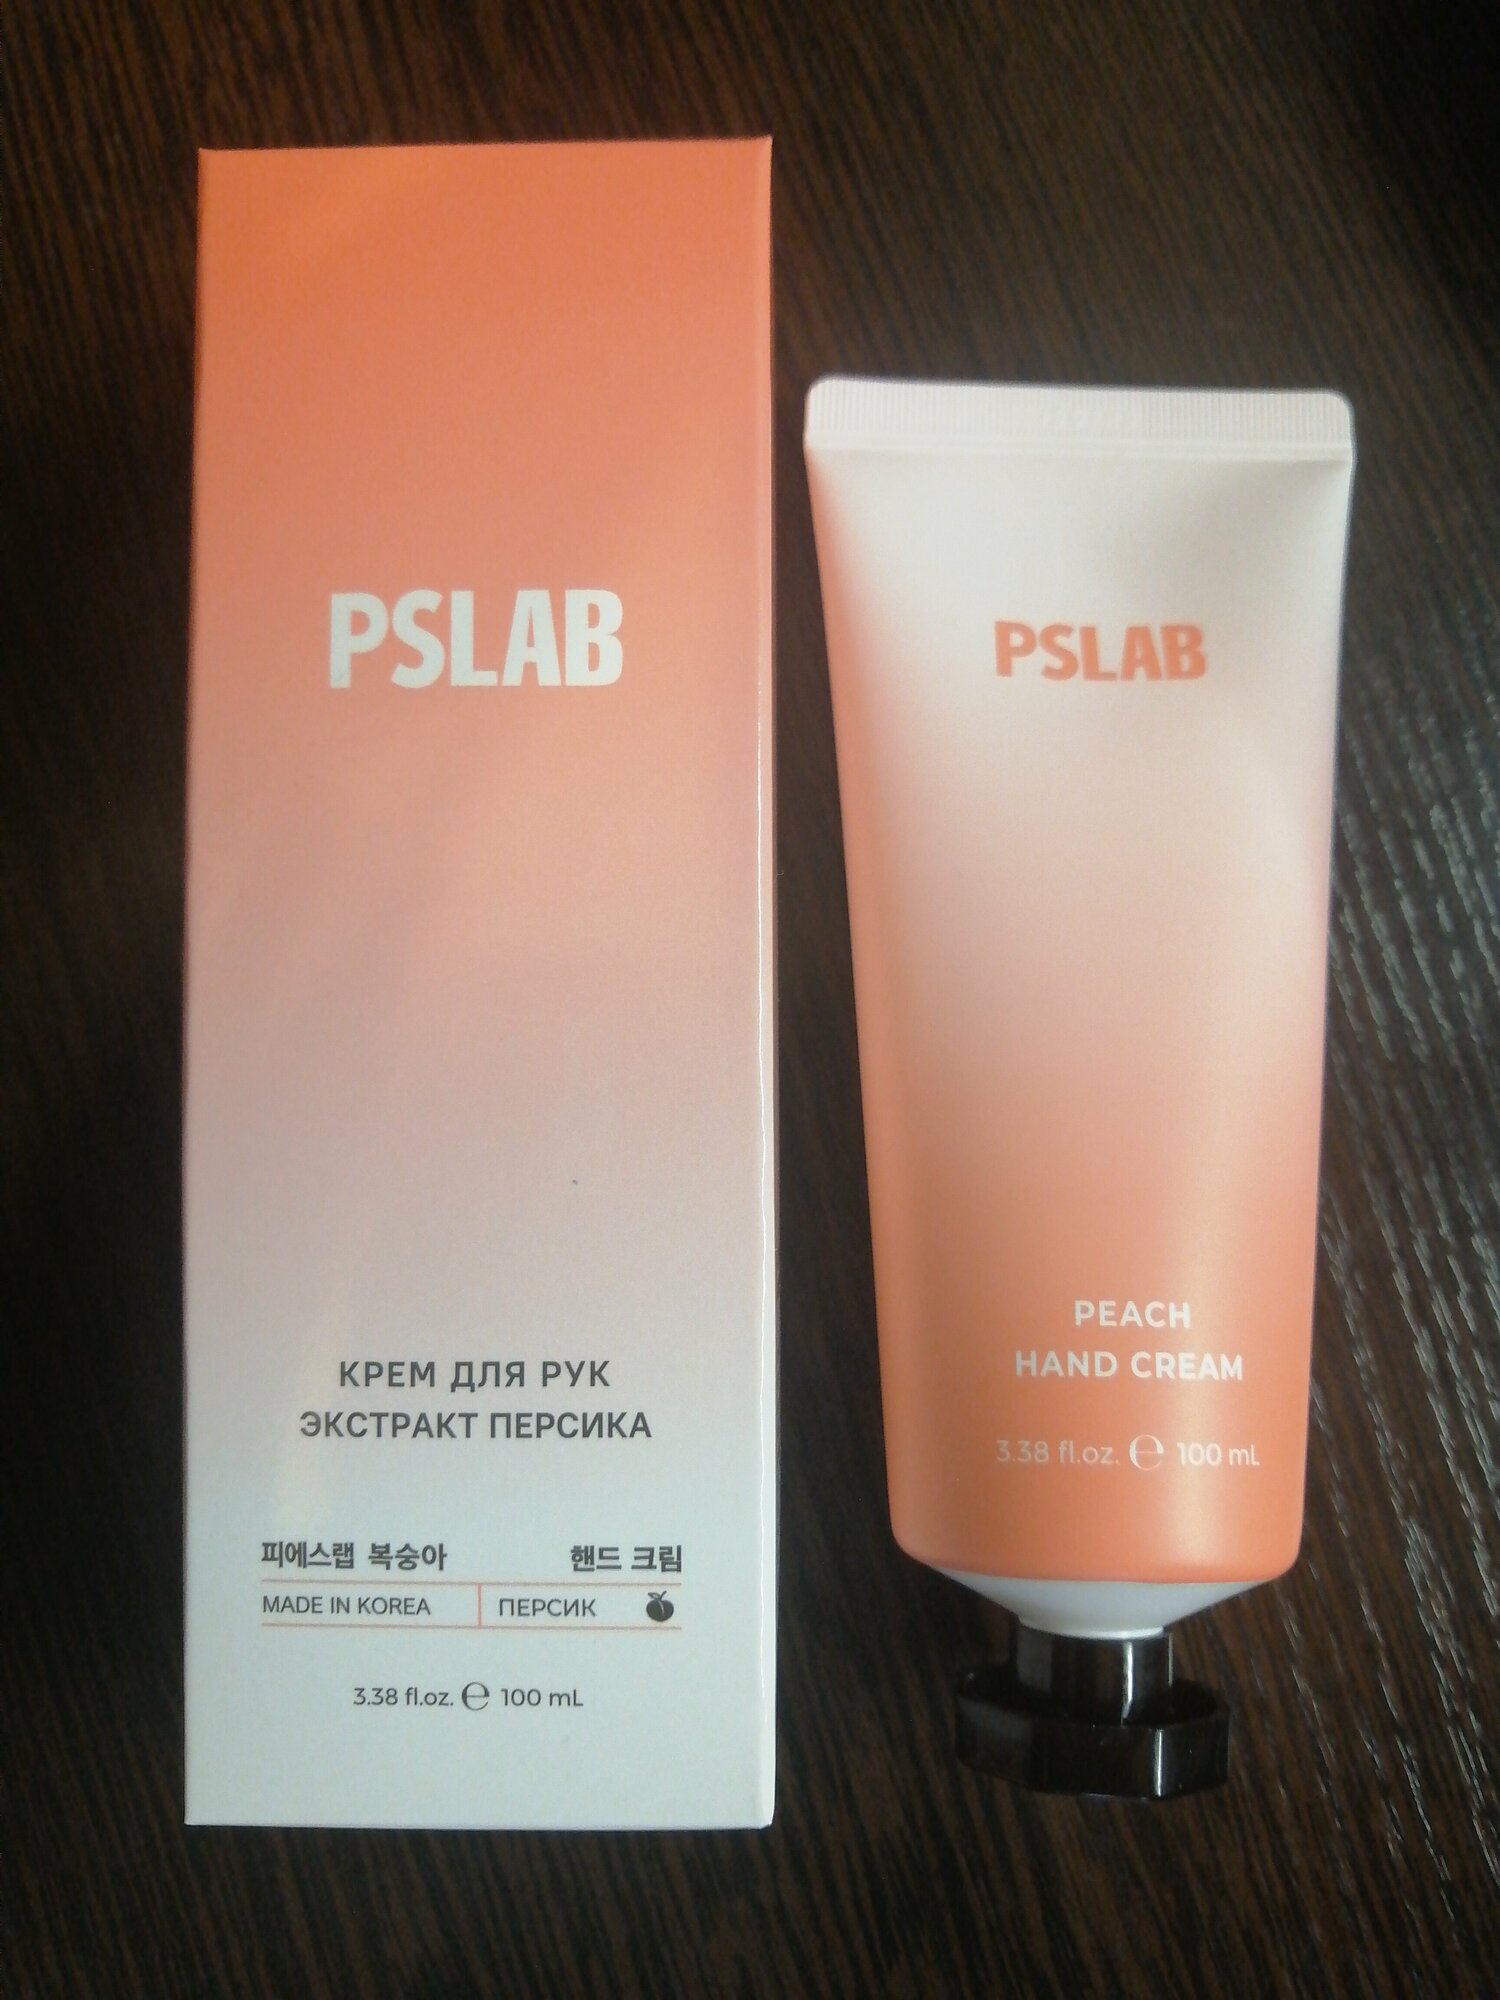 PSLAB
КРЕМ ДЛЯ РУК
ЭКСТРАКТ ПЕРСИКА
피에스랩 복숭아 핸드 크림
MADE IN KOREA ПЕРСИК
3.38 fl.oz. ℮ 100 mL
PSLAB
PEACH
HAND CREAM
3.38 fl.oz. ℮ 100 mL